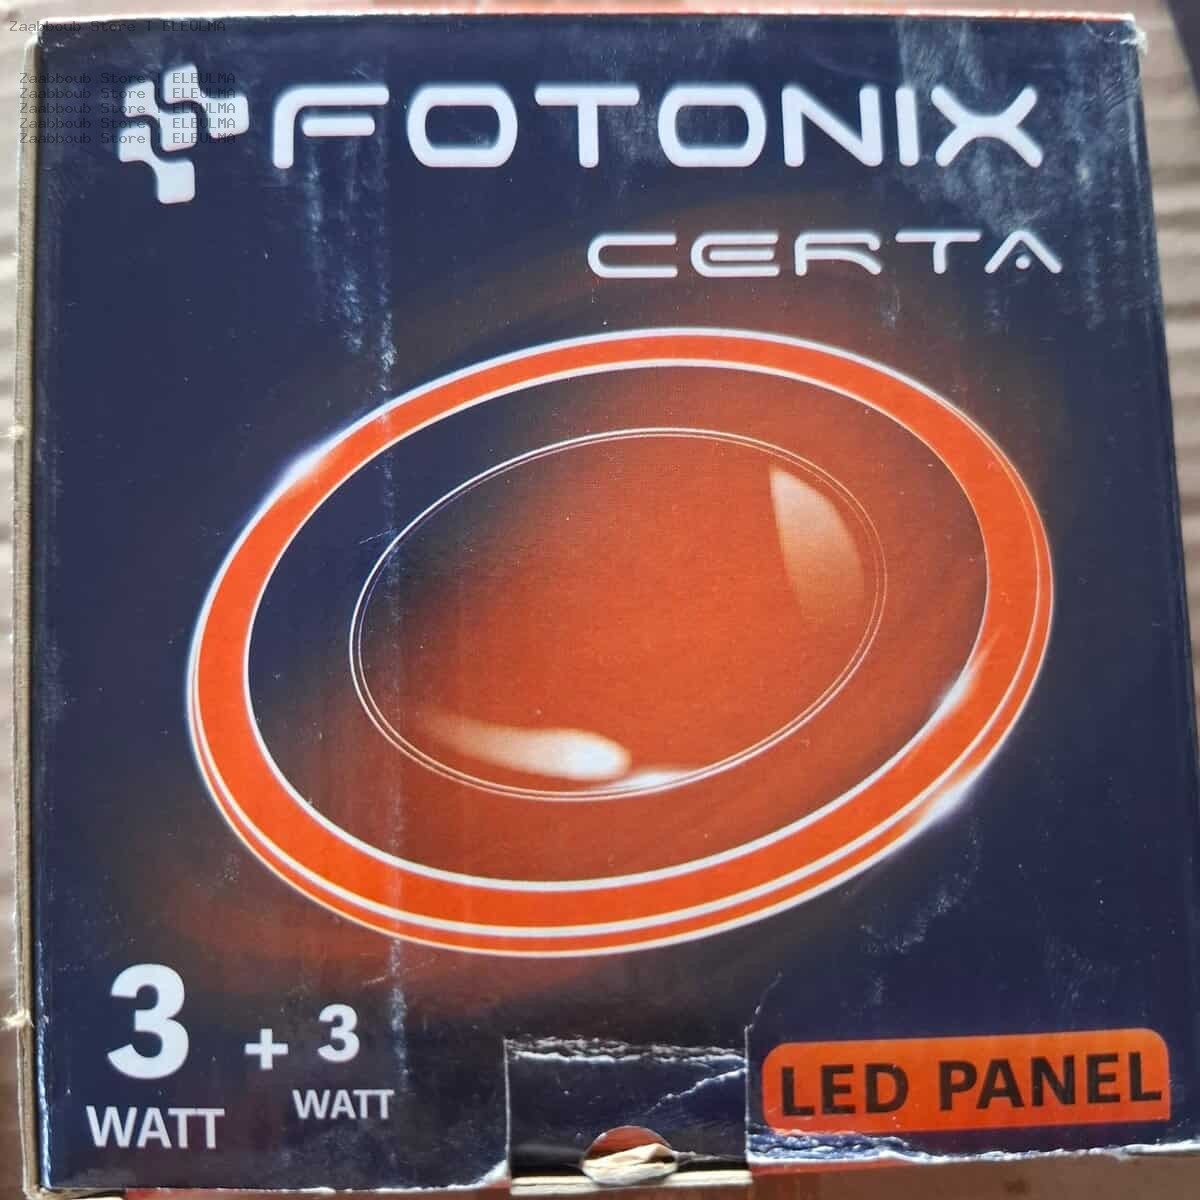 Zaabboub Store | ELEULMA
Zaabboub Store | ELEULMA
Zaabboub Store | ELEULMA
Zaabboub Store | ELEULMA
Zaabboub Store | ELEULMA
Zaabboub Store | ELEULMA
FOTONIX
CERTA
3 + 3
WATT WATT
LED PANEL